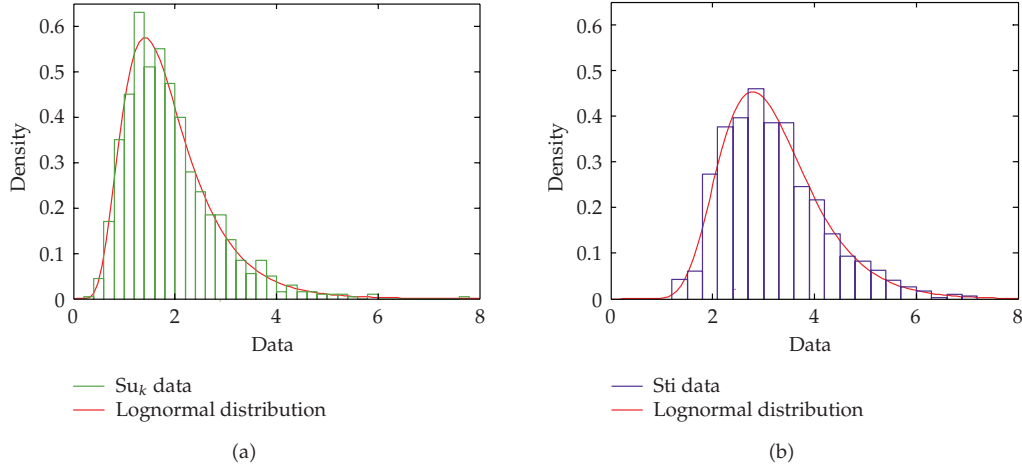 0.6
0.5
0.4
0.3
0.2
0.1
0
0 2 4 6 8
Density
Data
Su_k data
Lognormal distribution
(a)
0.6
0.5
0.4
0.3
0.2
0.1
0
0 2 4 6 8
Density
Data
Sti data
Lognormal distribution
(b)